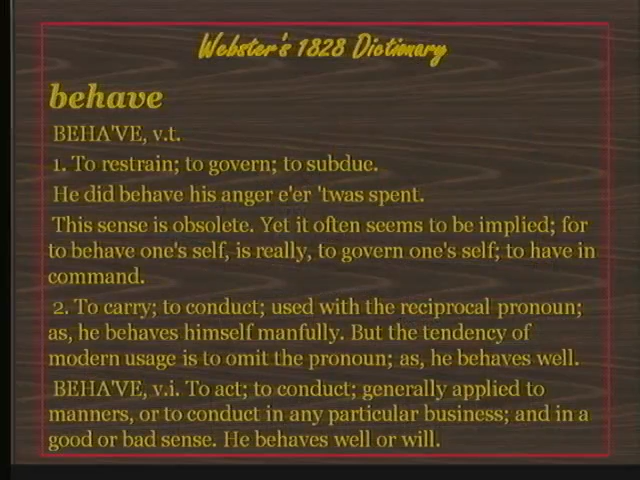 Webster's 1828 Dictionary
behave
BEHA'VE, v.t.
1. To restrain; to govern; to subdue.
He did behave his anger e'er 'twas spent.
This sense is obsolete. Yet it often seems to be implied; for
to behave one's self, is really, to govern one's self; to have in
command.
2. To carry; to conduct; used with the reciprocal pronoun;
as, he behaves himself manfully. But the tendency of
modern usage is to omit the pronoun; as, he behaves well.
BEHA'VE, v.i. To act; to conduct; generally applied to
manners, or to conduct in any particular business; and in a
good or bad sense. He behaves well or will.